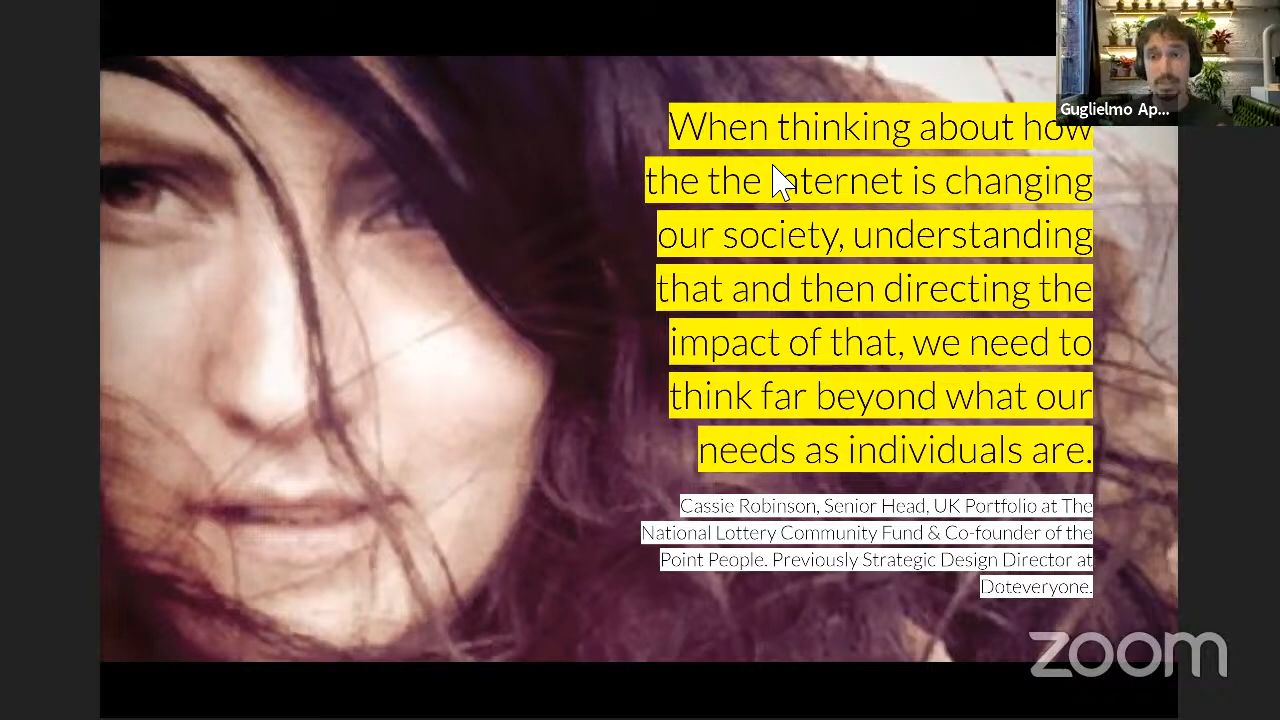 Guglielmo Ap...
When thinking about how
the the internet is changing
our society, understanding
that and then directing the
impact of that, we need to
think far beyond what our
needs as individuals are.
Cassie Robinson, Senior Head, UK Portfolio at The
National Lottery Community Fund & Co-founder of the
Point People. Previously Strategic Design Director at
Doteveryone.
zoom